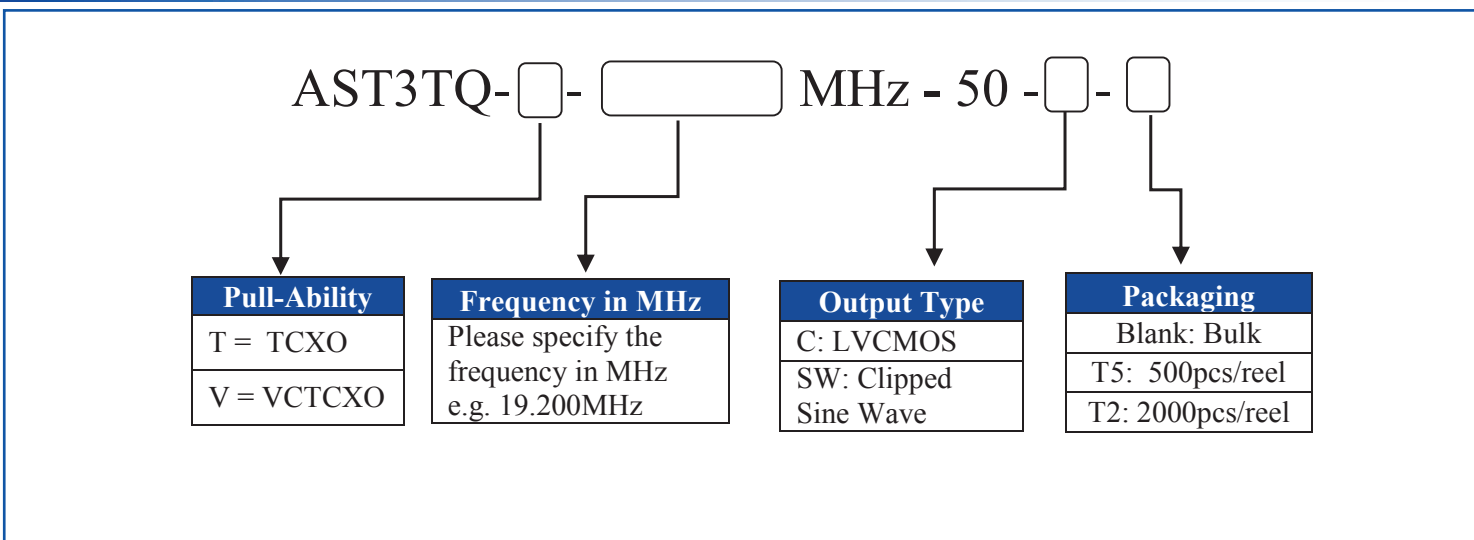 AST3TQ- - MHz - 50 - -
Pull-Ability
T = TCXO
V = VCTCXO
Frequency in MHz
Please specify the
frequency in MHz
e.g. 19.200MHz
Output Type
C: LVCMOS
SW: Clipped
Sine Wave
Packaging
Blank: Bulk
T5: 500pcs/reel
T2: 2000pcs/reel